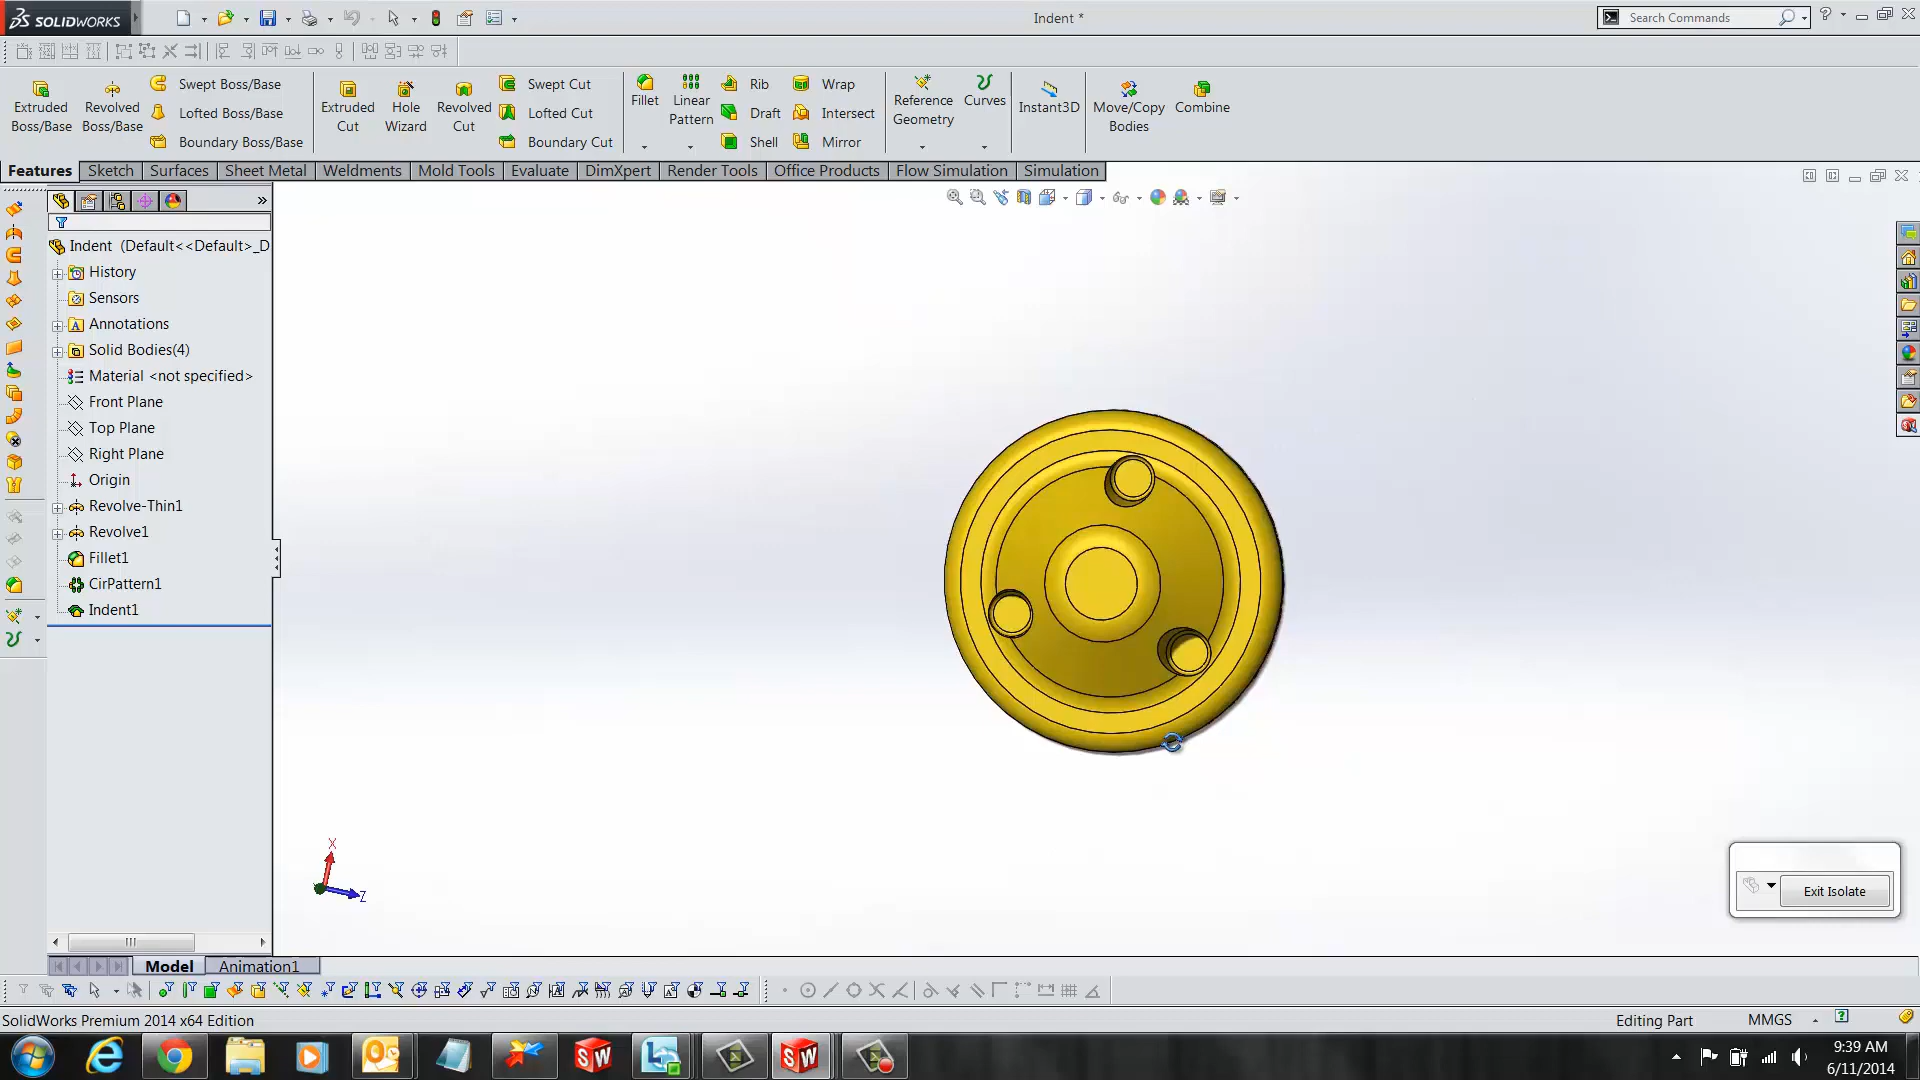 SOLIDWORKS
Indent *
Search Commands
Extruded Boss/Base
Revolved Boss/Base
Swept Boss/Base
Lofted Boss/Base
Boundary Boss/Base
Extruded Cut
Hole Wizard
Revolved Cut
Swept Cut
Lofted Cut
Boundary Cut
Fillet
Linear Pattern
Rib
Draft
Shell
Wrap
Intersect
Mirror
Reference Geometry
Curves
Instant3D
Move/Copy Bodies
Combine
Features Sketch Surfaces Sheet Metal Weldments Mold Tools Evaluate DimXpert Render Tools Office Products Flow Simulation Simulation
Indent (Default<<Default>_D
History
Sensors
Annotations
Solid Bodies(4)
Material <not specified>
Front Plane
Top Plane
Right Plane
Origin
Revolve-Thin1
Revolve1
Fillet1
CirPattern1
Indent1
X
Z
Exit Isolate
Model Animation1
SolidWorks Premium 2014 x64 Edition
Editing Part
MMGS
SW
SW
9:39 AM
6/11/2014